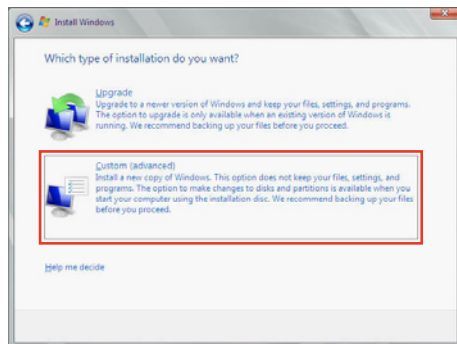 Install Windows
Which type of installation do you want?
Upgrade
Upgrade to a newer version of Windows and keep your files, settings, and programs.
The option to upgrade is only available when an existing version of Windows is
running. We recommend backing up your files before you proceed.
Custom (advanced)
Install a new copy of Windows. This option does not keep your files, settings, and
programs. The option to make changes to disks and partitions is available when you
start your computer using the installation disc. We recommend backing up your files
before you proceed.
Help me decide